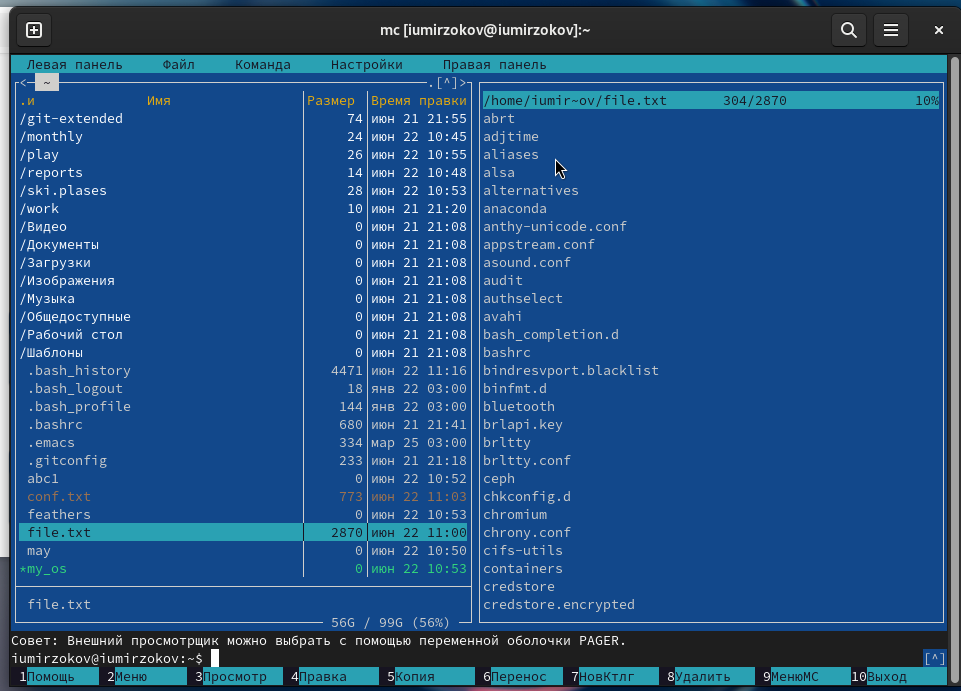 mc [iumirzokov@iumirzokov]:~
Левая панель Файл Команда Настройки Правая панель
<─ ~ .[^]>
.и Имя Размер Время правки
/git-extended 74 июн 21 21:55
/monthly 24 июн 22 10:45
/play 26 июн 22 10:55
/reports 14 июн 22 10:48
/ski.plases 28 июн 22 10:53
/work 10 июн 21 21:20
/Видео 0 июн 21 21:08
/Документы 0 июн 21 21:08
/Загрузки 0 июн 21 21:08
/Изображения 0 июн 21 21:08
/Музыка 0 июн 21 21:08
/Общедоступные 0 июн 21 21:08
/Рабочий стол 0 июн 21 21:08
/Шаблоны 0 июн 21 21:08
.bash_history 4471 июн 22 11:16
.bash_logout 18 янв 22 03:00
.bash_profile 144 янв 22 03:00
.bashrc 680 июн 21 21:41
.emacs 334 мар 25 03:00
.gitconfig 233 июн 21 21:18
abc1 0 июн 22 10:52
conf.txt 773 июн 22 11:03
feathers 0 июн 22 10:53
file.txt 2870 июн 22 11:00
may 0 июн 22 10:50
*my_os 0 июн 22 10:53
file.txt
56G / 99G (56%)
/home/iumir~ov/file.txt 304/2870 10%
abrt
adjtime
aliases
alsa
alternatives
anaconda
anthy-unicode.conf
appstream.conf
asound.conf
audit
authselect
avahi
bash_completion.d
bashrc
bindresvport.blacklist
binfmt.d
bluetooth
brlapi.key
brltty
brltty.conf
ceph
chkconfig.d
chromium
chrony.conf
cifs-utils
containers
credstore
credstore.encrypted
Совет: Внешний просмотрщик можно выбрать с помощью переменной оболочки PAGER.
iumirzokov@iumirzokov:~$ [^]
1Помощь 2Меню 3Просмотр 4Правка 5Копия 6Перенос 7НовКтлг 8Удалить 9МенюМС 10Выход